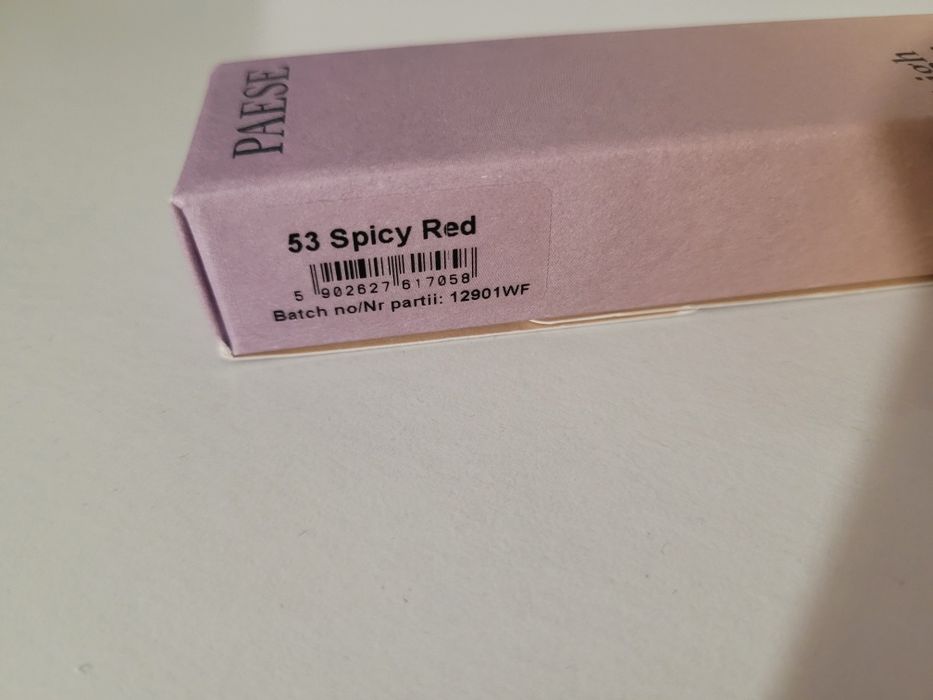 PAESE
53 Spicy Red
5 902627 617058
Batch no/Nr partii: 12901WF